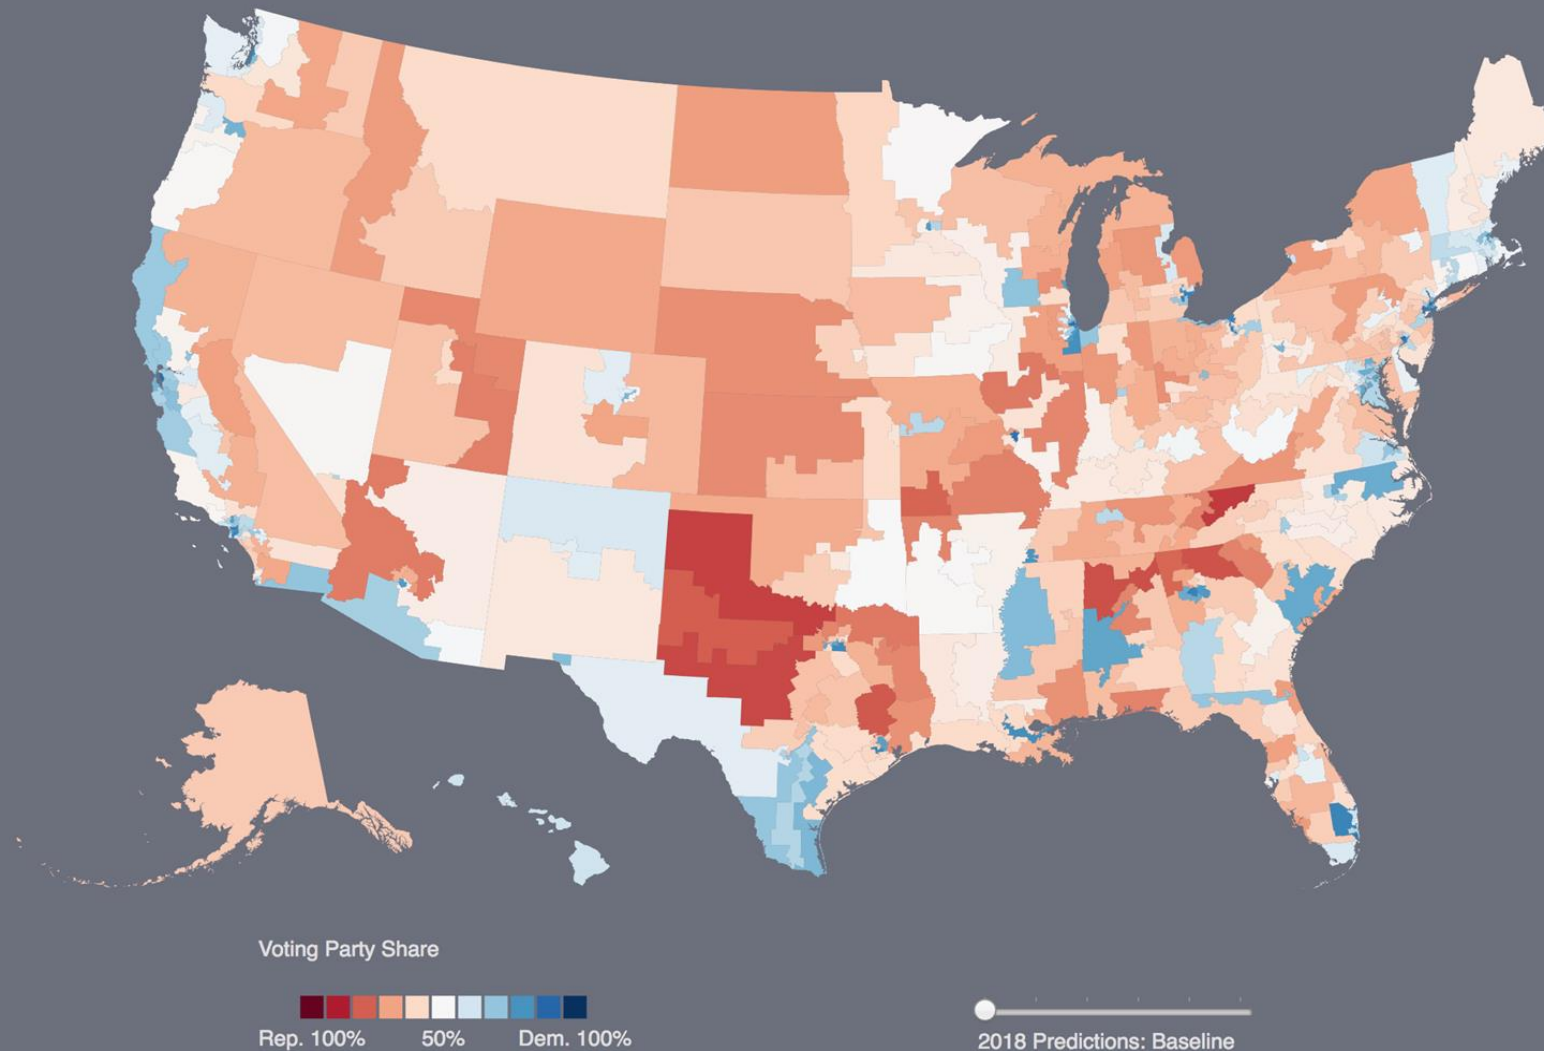 Voting Party Share
Rep. 100% 50% Dem. 100%
2018 Predictions: Baseline